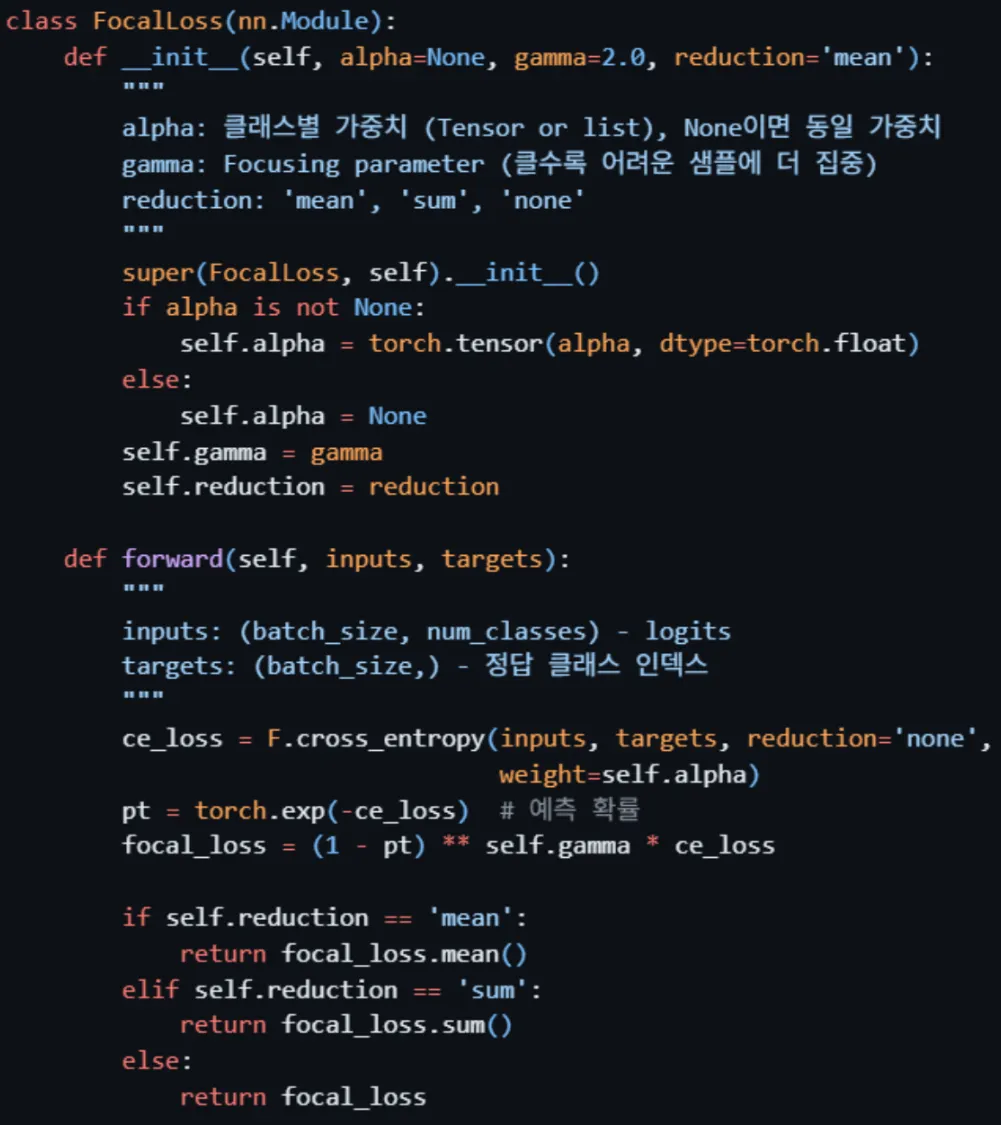 class FocalLoss(nn.Module):
    def __init__(self, alpha=None, gamma=2.0, reduction='mean'):
        """
        alpha: 클래스별 가중치 (Tensor or list), None이면 동일 가중치
        gamma: Focusing parameter (클수록 어려운 샘플에 더 집중)
        reduction: 'mean', 'sum', 'none'
        """
        super(FocalLoss, self).__init__()
        if alpha is not None:
            self.alpha = torch.tensor(alpha, dtype=torch.float)
        else:
            self.alpha = None
        self.gamma = gamma
        self.reduction = reduction

    def forward(self, inputs, targets):
        """
        inputs: (batch_size, num_classes) - logits
        targets: (batch_size,) - 정답 클래스 인덱스
        """
        ce_loss = F.cross_entropy(inputs, targets, reduction='none',
                                  weight=self.alpha)
        pt = torch.exp(-ce_loss)  # 예측 확률
        focal_loss = (1 - pt) ** self.gamma * ce_loss

        if self.reduction == 'mean':
            return focal_loss.mean()
        elif self.reduction == 'sum':
            return focal_loss.sum()
        else:
            return focal_loss